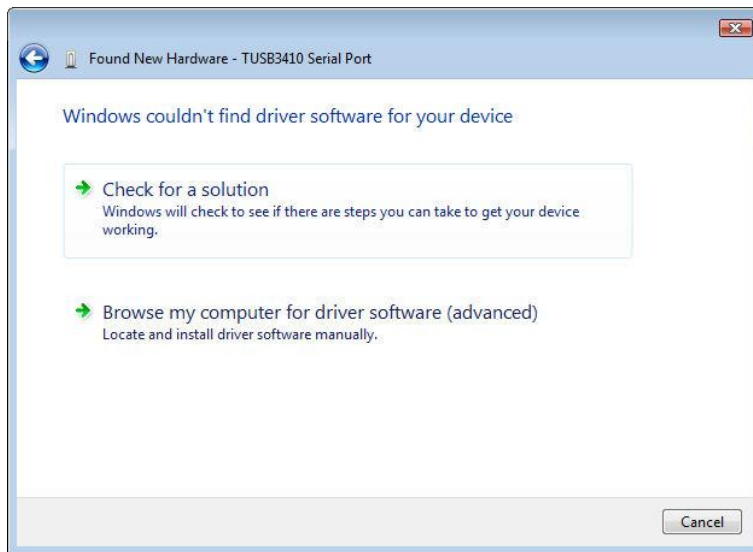 Found New Hardware - TUSB3410 Serial Port
Windows couldn't find driver software for your device
Check for a solution
Windows will check to see if there are steps you can take to get your device
working.
Browse my computer for driver software (advanced)
Locate and install driver software manually.
Cancel